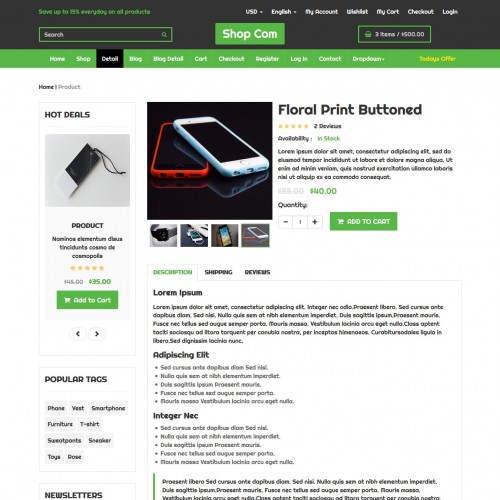 Save up to 15% everyday on all products
USD English My Account Wishlist My Cart Checkout Login
Search
Shop Com
3 items / $500.00
Home Shop Detail Blog Blog Detail Cart Checkout Register Log In Contact Dropdown Todays Offer
Home | Product
HOT DEALS
PRODUCT
Nominos elementum disus tincidunts cosmo de cosmopolis
$45.00 $35.00
Add to Cart
POPULAR TAGS
Phone Vest Smartphone
Furniture T-shirt
Sweatpants Sneaker
Toys Rose
NEWSLETTERS
Floral Print Buttoned
2 Reviews
Availability : In Stock
Lorem ipsum dolor sit amet, consectetur adipiscing elit, sed do
eiusmod tempor incididunt ut labore et dolore magna aliqua. Ut
enim ad minim veniam, quis nostrud exercitation ullamco laboris
nisi ut aliquip ex ea commodo consequat.
$65.00 $40.00
Quantity:
- 1 +
ADD TO CART
DESCRIPTION SHIPPING REVIEWS
Lorem Ipsum
Lorem ipsum dolor sit amet, consectetur adipiscing elit. Integer nec odio.Praesent libero. Sed cursus ante
dapibus diam. Sed nisi. Nulla quis sem at nibh elementum imperdiet. Duis sagittis ipsum. Praesent mauris.
Fusce nec tellus sed augue semper porta. Mauris massa. Vestibulum lacinia arcu eget nulla.Class aptent
taciti sociosqu ad litora torquent per conubia nostra, per inceptos himenaeos. Curabitursodales ligula in
libero.Sed dignissim lacinia nunc.
Adipiscing Elit
Sed cursus ante dapibus diam Sed nisi.
Nulla quis sem at nibh elementum imperdiet.
Duis sagittis ipsum Praesent mauris.
Fusce nec tellus sed augue semper porta.
Mauris massa Vestibulum lacinia arcu eget nulla.
Integer Nec
Sed cursus ante dapibus diam Sed nisi.
Nulla quis sem at nibh elementum imperdiet.
Duis sagittis ipsum Praesent mauris.
Fusce nec tellus sed augue semper porta.
Mauris massa Vestibulum lacinia arcu eget nulla.
Praesent libero Sed cursus ante dapibus diam. Sed nisi. Nulla quis sem at nibh elementum imperdiet. Duis
sagittis ipsum. Praesent mauris. Fusce nec tellus sed augue semper porta. Mauris massa. Vestibulum lacinia
arcu eget nulla. Class aptent taciti sociosqu ad litora torquent per conubia nostra